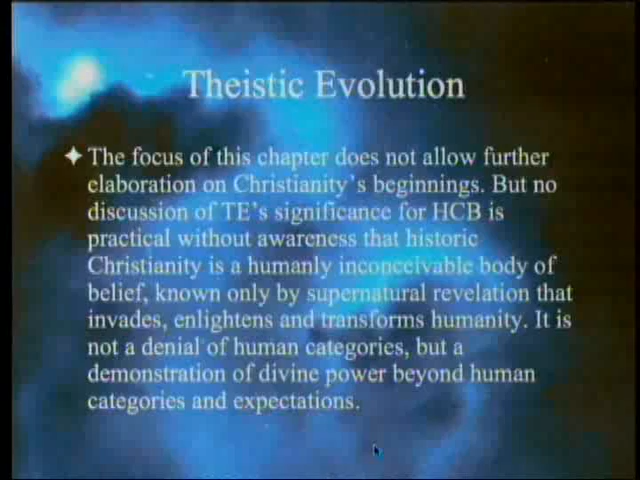 Theistic Evolution
The focus of this chapter does not allow further
elaboration on Christianity's beginnings. But no
discussion of TE's significance for HCB is
practical without awareness that historic
Christianity is a humanly inconceivable body of
belief, known only by supernatural revelation that
invades, enlightens and transforms humanity. It is
not a denial of human categories, but a
demonstration of divine power beyond human
categories and expectations.